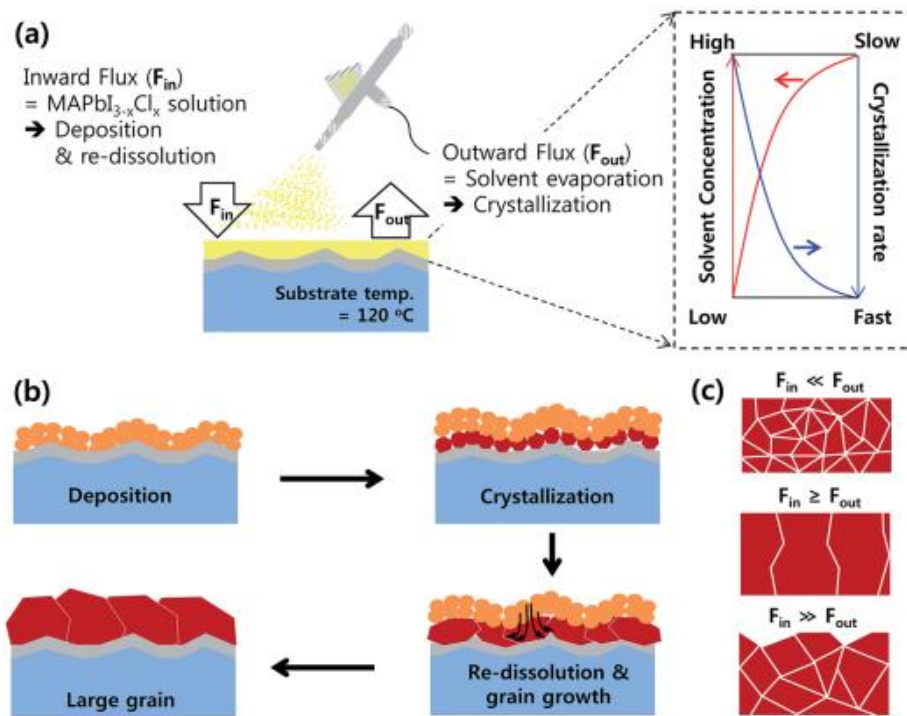 (a)
Inward Flux (Fin)
= MAPbI3-xClx solution
➔ Deposition
& re-dissolution
Fin
Fout
Outward Flux (Fout)
= Solvent evaporation
➔ Crystallization
Substrate temp.
= 120 °C
High
Slow
Solvent Concentration
Crystallization rate
Low
Fast
(b)
Deposition
Crystallization
Re-dissolution &
grain growth
Large grain
(c)
Fin ≪ Fout
Fin ≥ Fout
Fin ≫ Fout